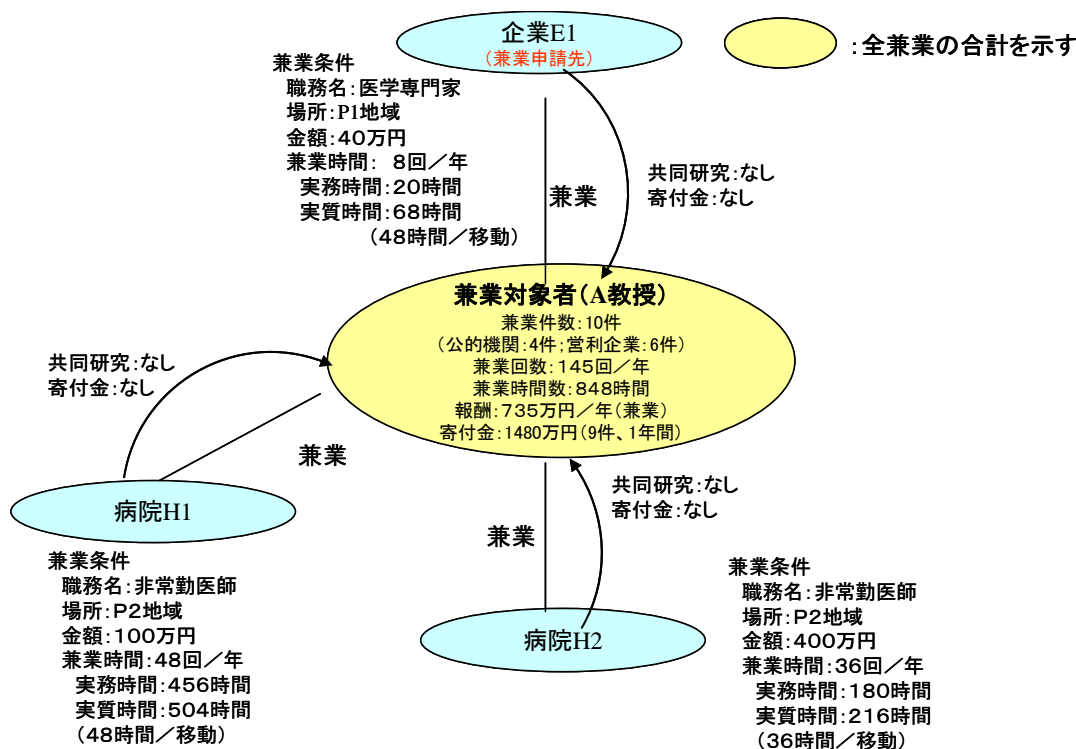 企業E1
(兼業申請先)
：全兼業の合計を示す
兼業条件
職務名：医学専門家
場所：P1地域
金額：40万円
兼業時間： 8回／年
実務時間：20時間
実質時間：68時間
（48時間／移動）
共同研究：なし
寄付金：なし
兼業
兼業対象者（A教授）
兼業件数：10件
（公的機関：4件；営利企業：6件）
兼業回数：145回／年
兼業時間数：848時間
報酬：735万円／年（兼業）
寄付金：1480万円（9件、1年間）
共同研究：なし
寄付金：なし
兼業
病院H1
兼業条件
職務名：非常勤医師
場所：P2地域
金額：100万円
兼業時間：48回／年
実務時間：456時間
実質時間：504時間
（48時間／移動）
共同研究：なし
寄付金：なし
兼業
病院H2
兼業条件
職務名：非常勤医師
場所：P2地域
金額：400万円
兼業時間：36回／年
実務時間：180時間
実質時間：216時間
（36時間／移動）